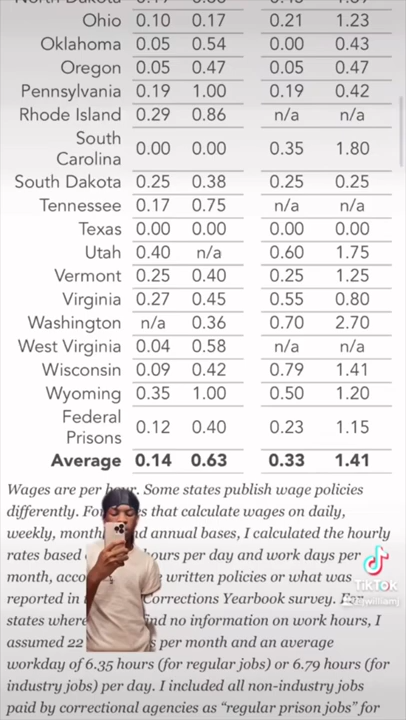 Ohio 0.10 0.17 0.21 1.23
Oklahoma 0.05 0.54 0.00 0.43
Oregon 0.05 0.47 0.05 0.47
Pennsylvania 0.19 1.00 0.19 0.42
Rhode Island 0.29 0.86 n/a n/a
South
Carolina 0.00 0.00 0.35 1.80
South Dakota 0.25 0.38 0.25 0.25
Tennessee 0.17 0.75 n/a n/a
Texas 0.00 0.00 0.00 0.00
Utah 0.40 n/a 0.60 1.75
Vermont 0.25 0.40 0.25 1.25
Virginia 0.27 0.45 0.55 0.80
Washington n/a 0.36 0.70 2.70
West Virginia 0.04 0.58 n/a n/a
Wisconsin 0.09 0.42 0.79 1.41
Wyoming 0.35 1.00 0.50 1.20
Federal
Prisons 0.12 0.40 0.23 1.15
Average 0.14 0.63 0.33 1.41
Wages are per hour. Some states publish wage policies
differently. that calculate wages on daily,
weekly, annual bases, I calculated the hourly
rates based hours per day and work days per
month, written policies or what was
reported in Corrections Yearbook survey. For
states where find no information on work hours, I
assumed 22 per month and an average
workday of 6.35 hours (for regular jobs) or 6.79 hours (for
industry jobs) per day. I included all non-industry jobs
paid by correctional agencies as “regular prison jobs” for
TikTok